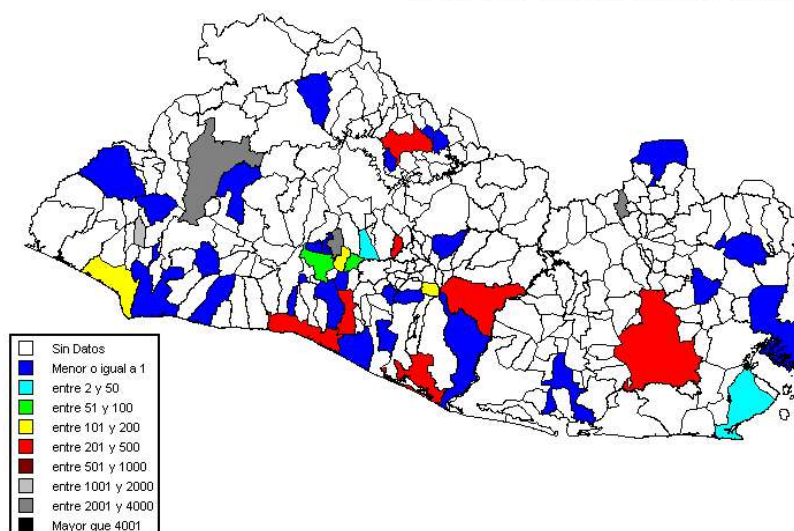 Sin Datos
Menor o igual a 1
entre 2 y 50
entre 51 y 100
entre 101 y 200
entre 201 y 500
entre 501 y 1000
entre 1001 y 2000
entre 2001 y 4000
Mayor que 4001